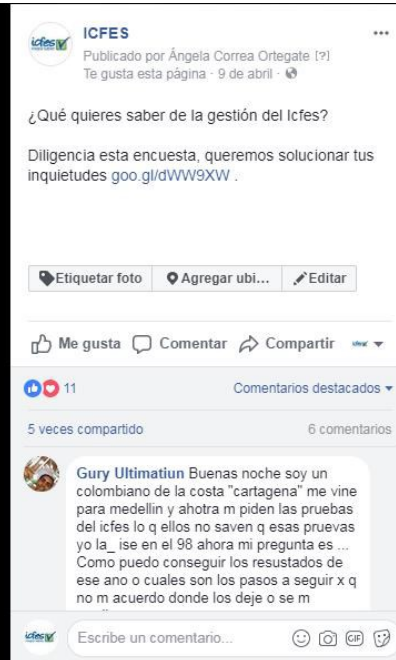 icfes
ICFES
Publicado por Ángela Correa Ortegate [?]
Te gusta esta página · 9 de abril ·
¿Qué quieres saber de la gestión del Icfes?
Diligencia esta encuesta, queremos solucionar tus
inquietudes goo.gl/dWW9XW .
Etiquetar foto Agregar ubi... Editar
Me gusta Comentar Compartir
11 Comentarios destacados
5 veces compartido 6 comentarios
Gury Ultimatiun Buenas noche soy un
colombiano de la costa "cartagena" me vine
para medellin y ahotra m piden las pruebas
del icfes lo q ellos no saven q esas pruevas
yo la_ ise en el 98 ahora mi pregunta es ...
Como puedo conseguir los resustados de
ese ano o cuales son los pasos a seguir x q
no m acuerdo donde los deje o se m
icfes
Escribe un comentario...
GIF